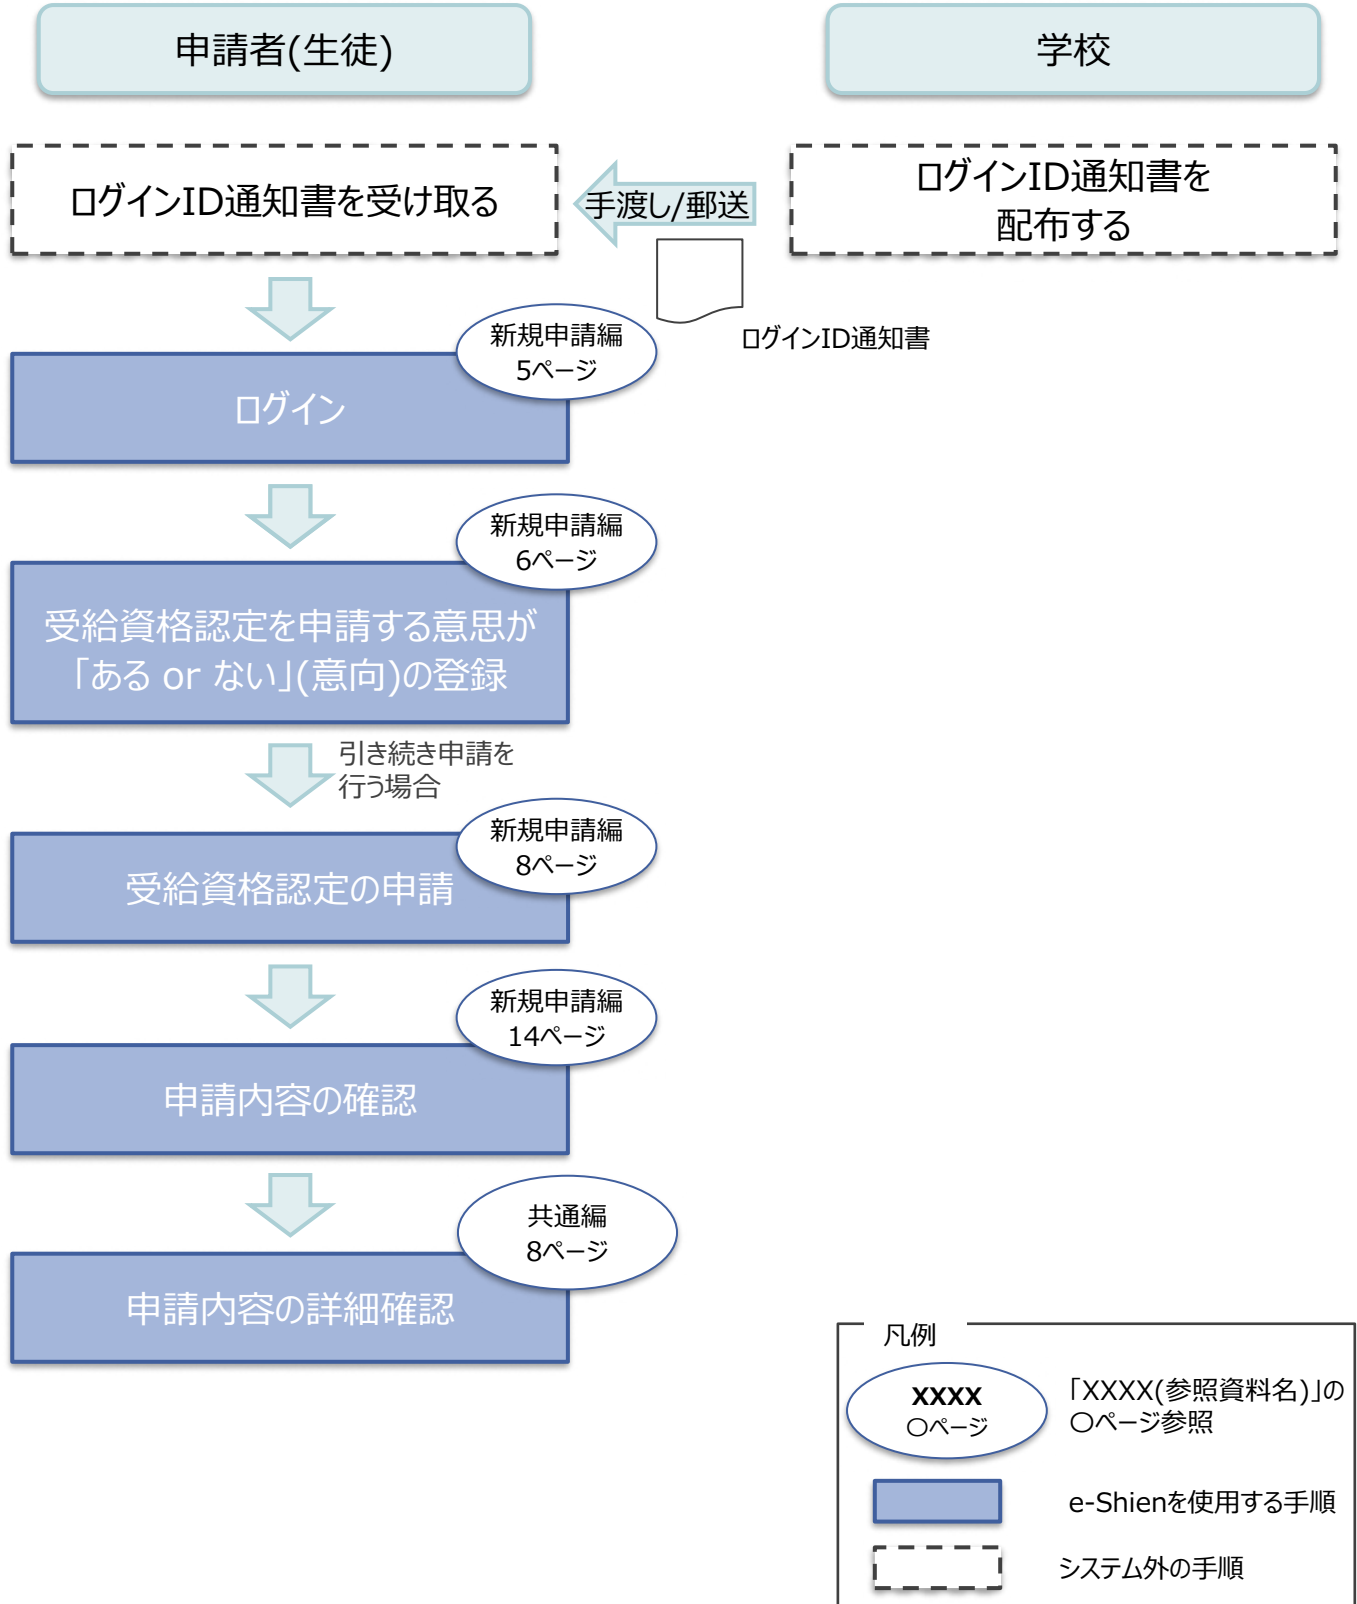 申請者(生徒)
学校
ログインID通知書を受け取る
手渡し/郵送
ログインID通知書を
配布する
ログインID通知書
新規申請編
5ページ
ログイン
新規申請編
6ページ
受給資格認定を申請する意思が
「ある or ない」(意向)の登録
引き続き申請を
行う場合
新規申請編
8ページ
受給資格認定の申請
新規申請編
14ページ
申請内容の確認
共通編
8ページ
申請内容の詳細確認
凡例
XXXX
〇ページ
「XXXX(参照資料名)」の
〇ページ参照
e-Shienを使用する手順
システム外の手順